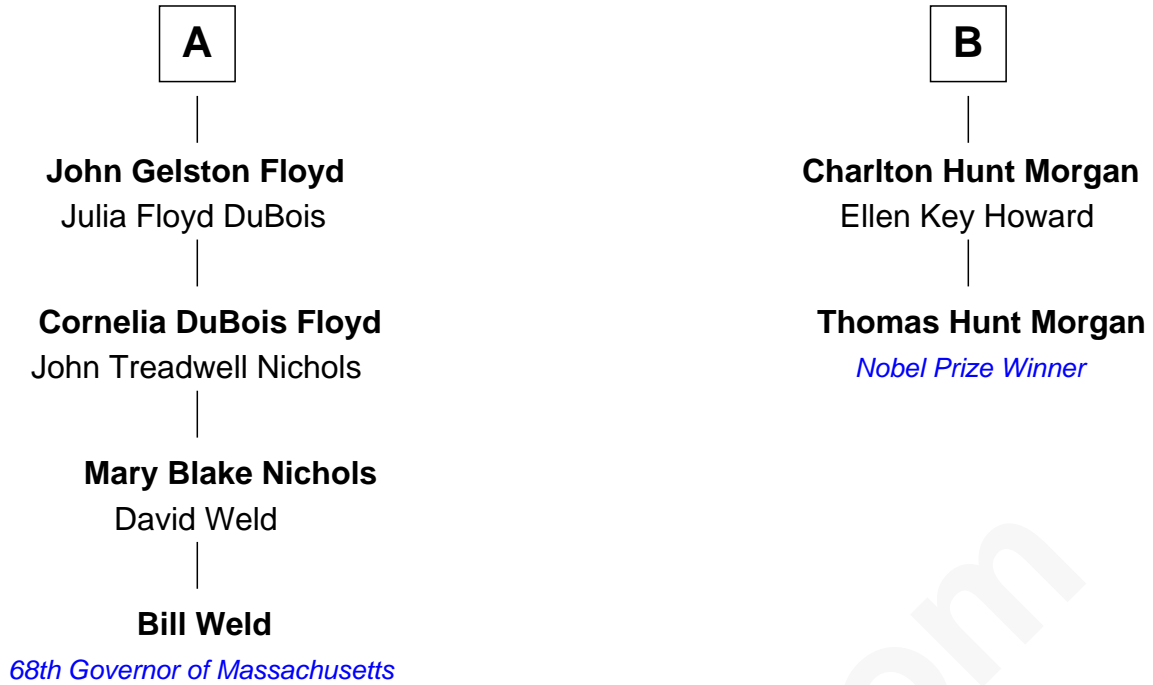 A
John Gelston Floyd
Julia Floyd DuBois
Cornelia DuBois Floyd
John Treadwell Nichols
Mary Blake Nichols
David Weld
Bill Weld
68th Governor of Massachusetts
B
Charlton Hunt Morgan
Ellen Key Howard
Thomas Hunt Morgan
Nobel Prize Winner
om